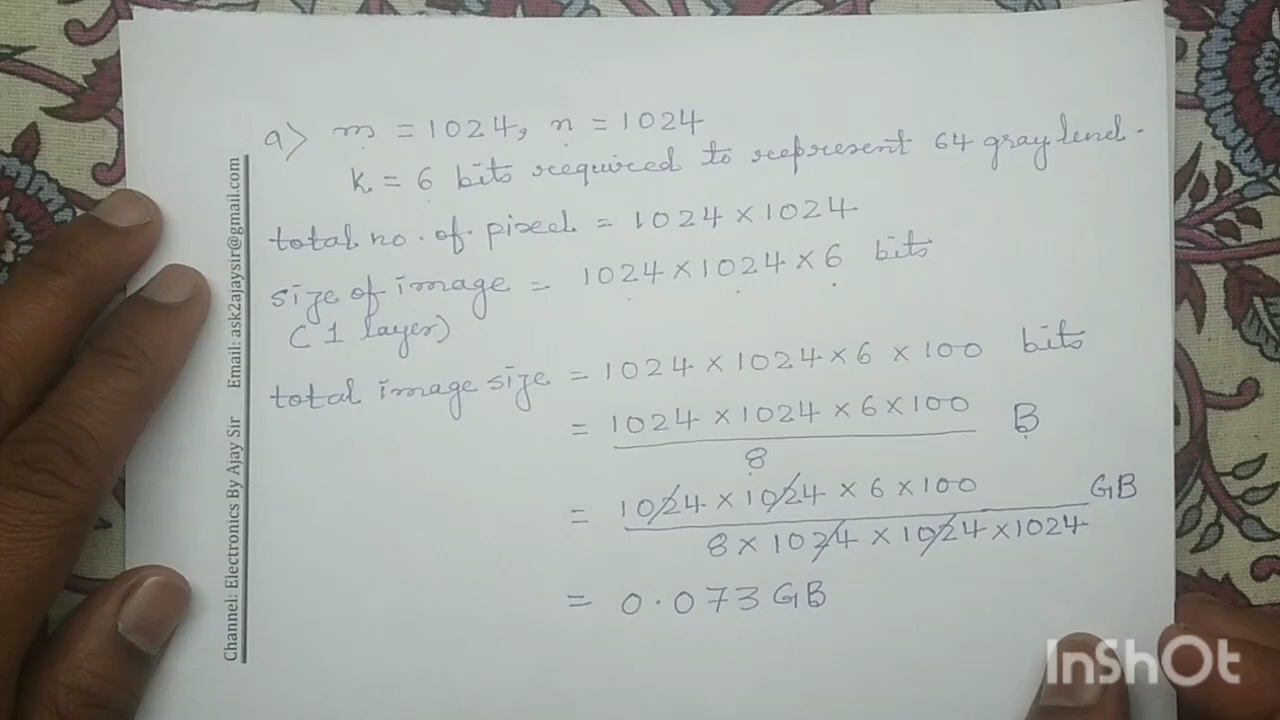 a) m = 1024, n = 1024
K = 6 bits required to represent 64 gray level.
total no. of pixel = 1024 × 1024
size of image = 1024 × 1024 × 6 bits
(1 layer)
total image size = 1024 × 1024 × 6 × 100 bits
= 1024 × 1024 × 6 × 100 B
8
= 1024 × 1024 × 6 × 100 GB
8 × 1024 × 1024 × 1024
= 0.073 GB
Channel: Electronics By Ajay Sir Email: ask2ajaysir@gmail.com
InShOt